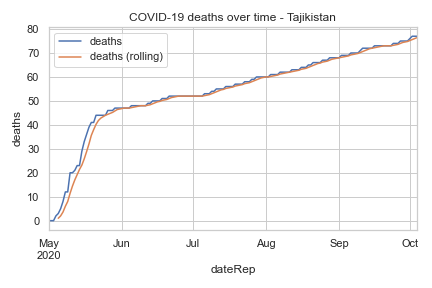 COVID-19 deaths over time - Tajikistan
80
70
60
50
40
30
20
10
0
deaths
deaths
deaths (rolling)
May
2020
Jun
Jul
Aug
Sep
Oct
dateRep